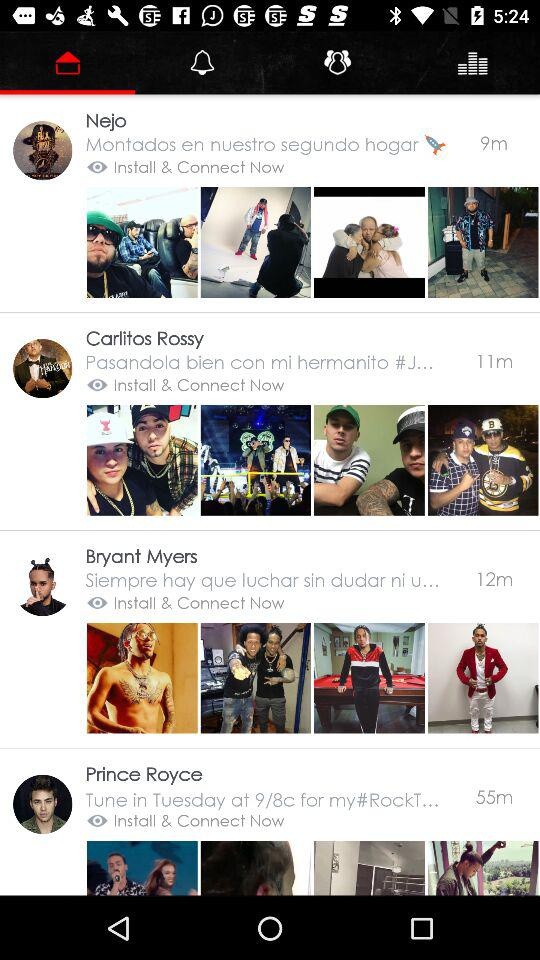 5:24
Nejo
Montados en nuestro segundo hogar 🚀 9m
Install & Connect Now
Carlitos Rossy
Pasandola bien con mi hermanito #J... 11m
Install & Connect Now
Bryant Myers
Siempre hay que luchar sin dudar ni u... 12m
Install & Connect Now
Prince Royce
Tune in Tuesday at 9/8c for my#RockT... 55m
Install & Connect Now